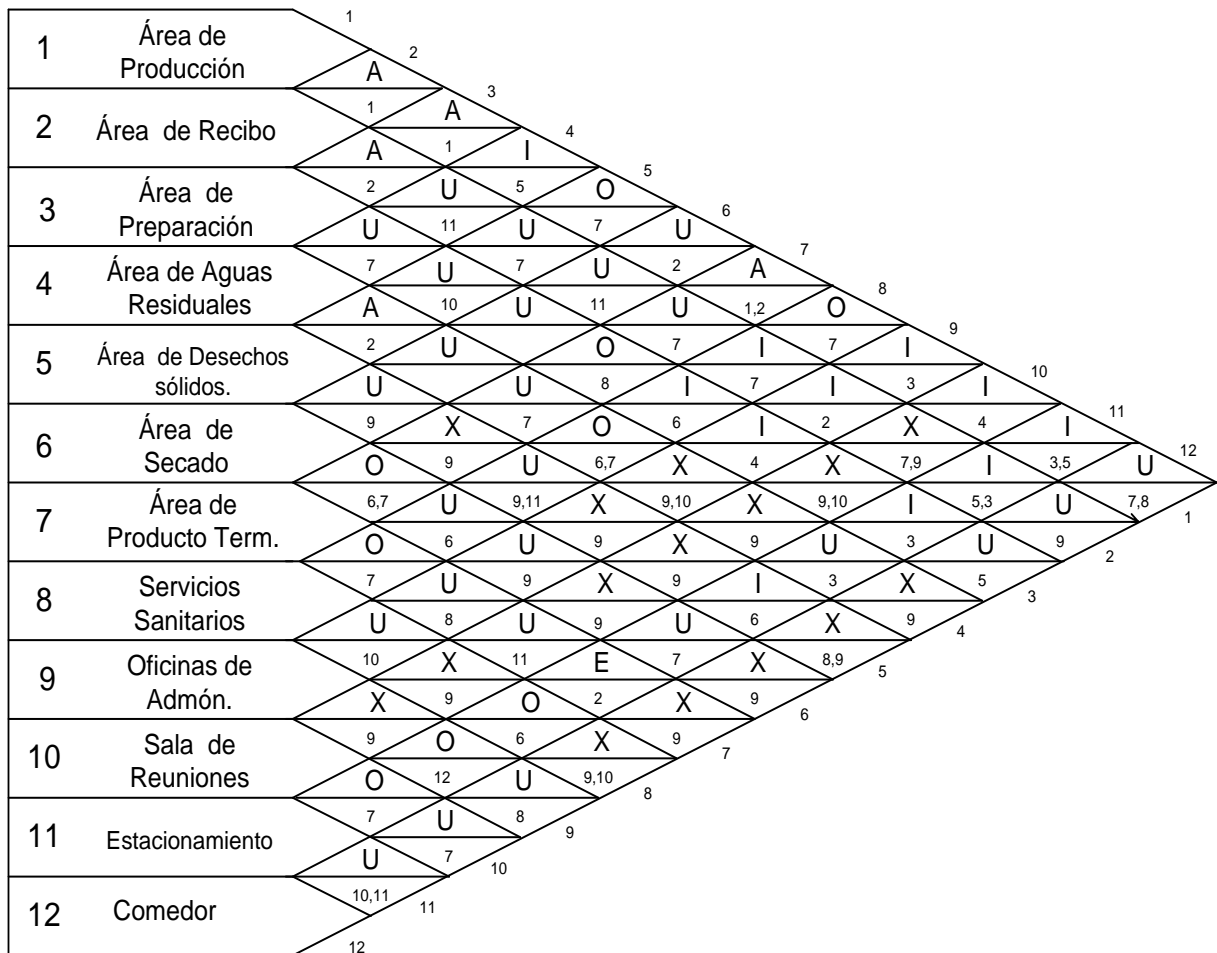 1 Área de
Producción
2 Área de Recibo
3 Área de
Preparación
4 Área de Aguas
Residuales
5 Área de Desechos
sólidos.
6 Área de
Secado
7 Área de
Producto Term.
8 Servicios
Sanitarios
9 Oficinas de
Admón.
10 Sala de
Reuniones
11 Estacionamiento
12 Comedor
1 2 3 4 5 6 7 8 9 10 11 12
A
1 A
A 1 I
2 U 5 O
U 11 U 7 U
7 U 7 U 2 A
A 10 U 11 U 1,2 O
2 U O 7 I 7 I
U U 8 I 7 I 3 I
9 X 7 O 6 I 2 X 4 I
O 9 U 6,7 X 4 X 7,9 I 3,5 U
6,7 U 9,11 X 9,10 X 9,10 I 5,3 U 7,8
O 6 U 9 X 9 U 3 U 9
7 U 9 X 9 I 3 X 5
U 8 U 9 U 6 X 9
10 X 11 E 7 X 8,9
X 9 O 2 X 9
9 O 6 X 9
O 12 U 9,10
7 U 8
U 7
10,11
1 2 3 4 5 6 7 8 9 10 11 12